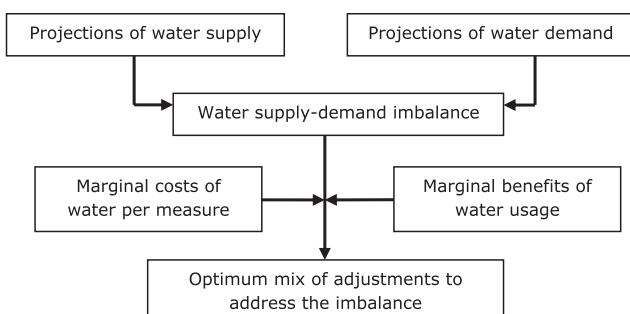 Projections of water supply
Projections of water demand
Water supply-demand imbalance
Marginal costs of
water per measure
Marginal benefits of
water usage
Optimum mix of adjustments to
address the imbalance